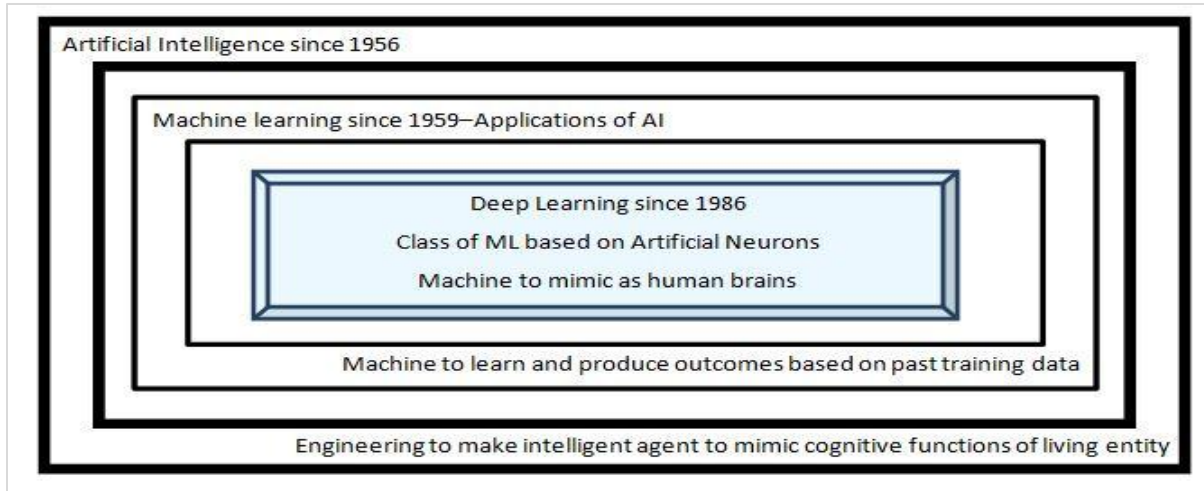 Artificial Intelligence since 1956
Machine learning since 1959–Applications of AI
Deep Learning since 1986
Class of ML based on Artificial Neurons
Machine to mimic as human brains
Machine to learn and produce outcomes based on past training data
Engineering to make intelligent agent to mimic cognitive functions of living entity